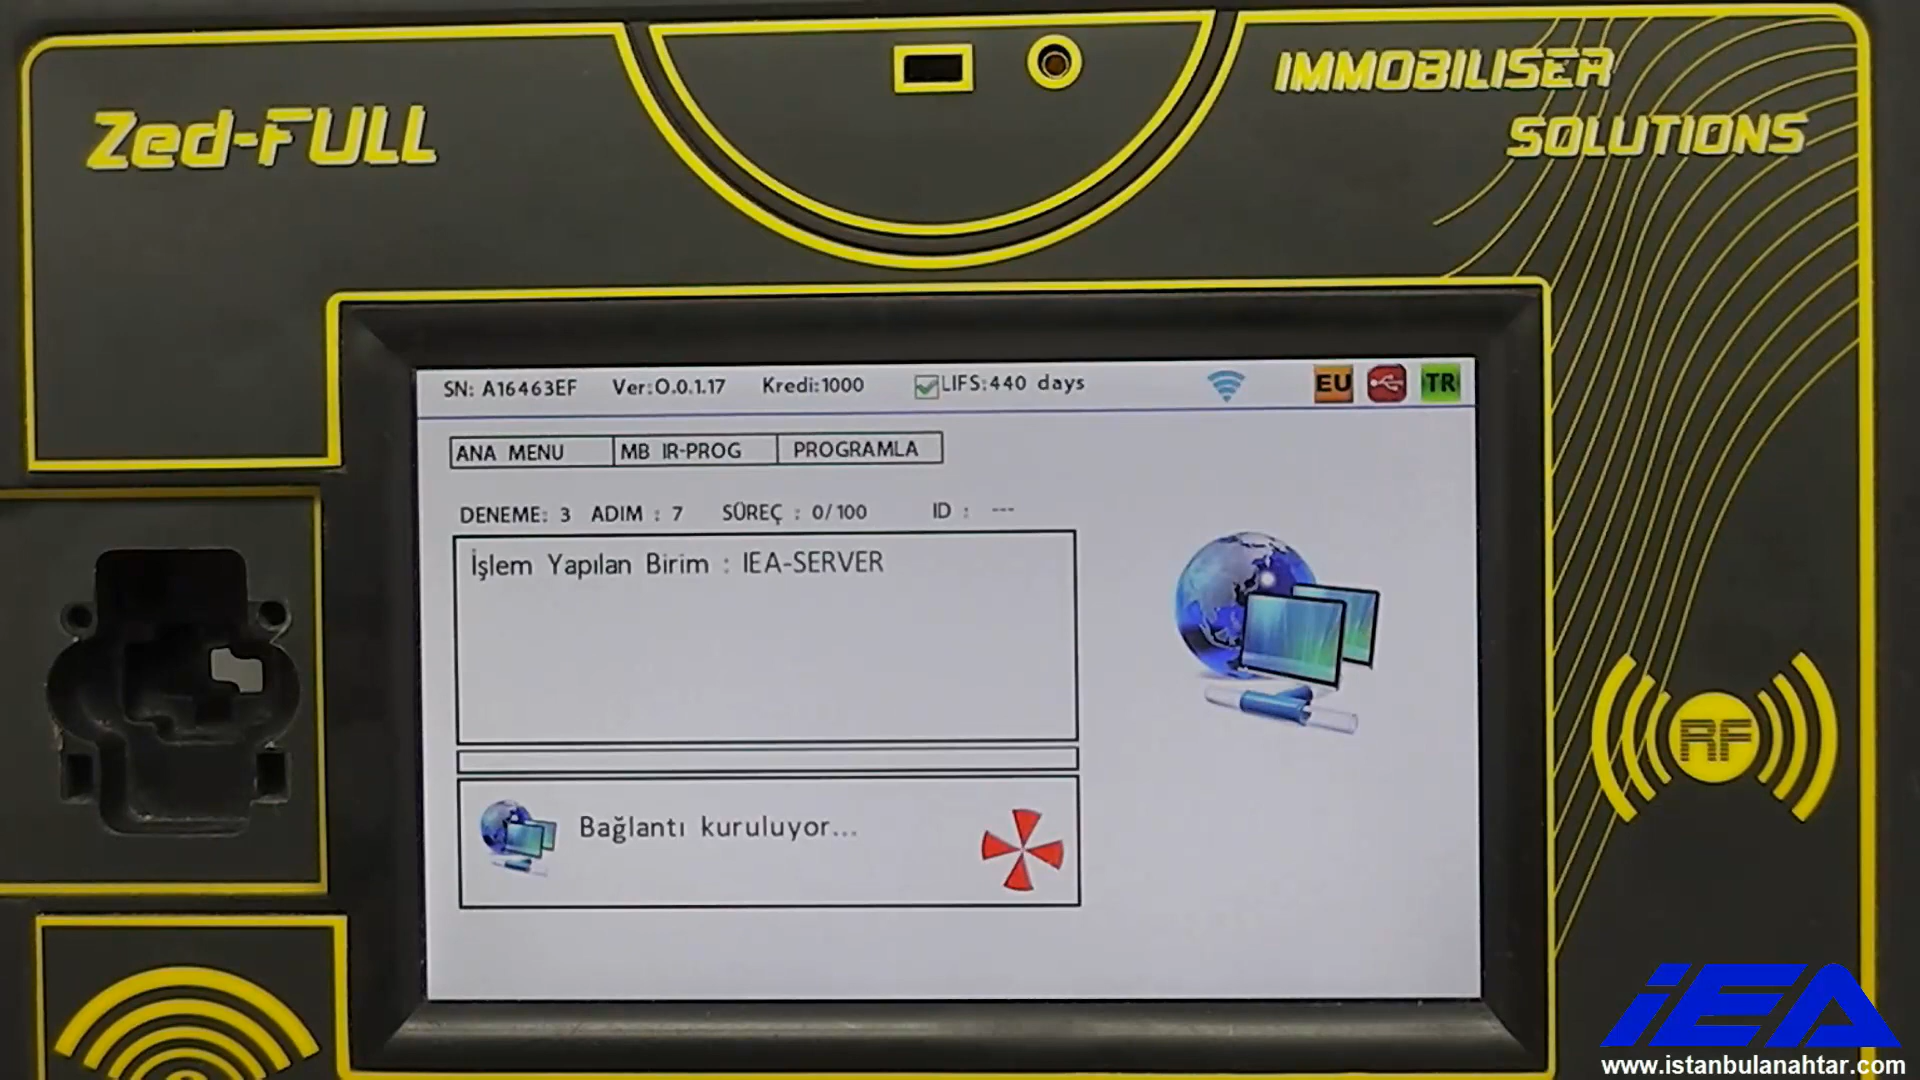 Zed-FULL
IMMOBILISER
SOLUTIONS
SN: A16463EF Ver:O.0.1.17 Kredi:1000 LIFS:440 days EU TR
ANA MENU MB IR-PROG PROGRAMLA
DENEME: 3 ADIM : 7 SÜREÇ : 0/100 ID : ---
İşlem Yapılan Birim : IEA-SERVER
Bağlantı kuruluyor...
RF
iEA
www.istanbulanahtar.com